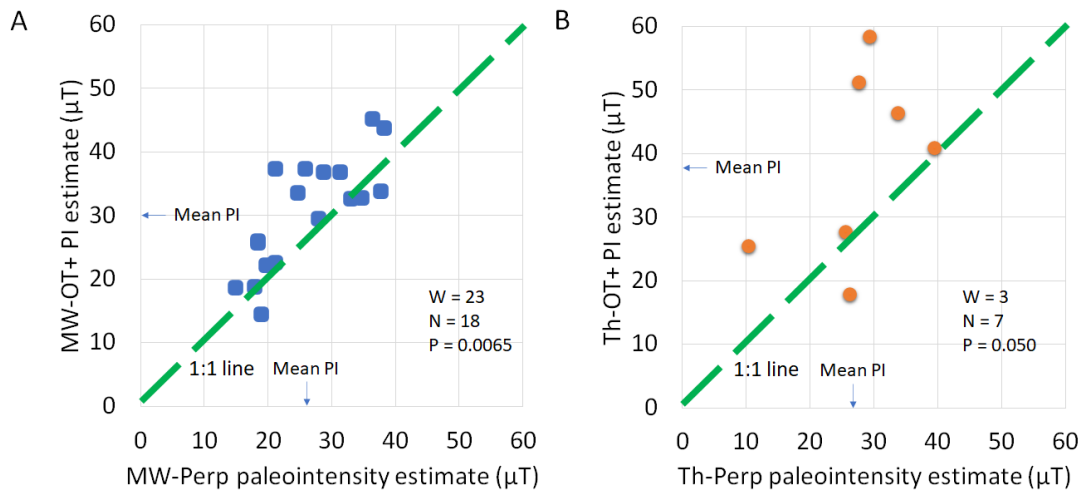 A
MW-OT+ PI estimate (µT)
60
50
40
30
20
10
0
Mean PI
W = 23
N = 18
P = 0.0065
1:1 line
Mean PI
0 10 20 30 40 50 60
MW-Perp paleointensity estimate (µT)
B
Th-OT+ PI estimate (µT)
60
50
40
30
20
10
0
Mean PI
W = 3
N = 7
P = 0.050
1:1 line
Mean PI
0 10 20 30 40 50 60
Th-Perp paleointensity estimate (µT)